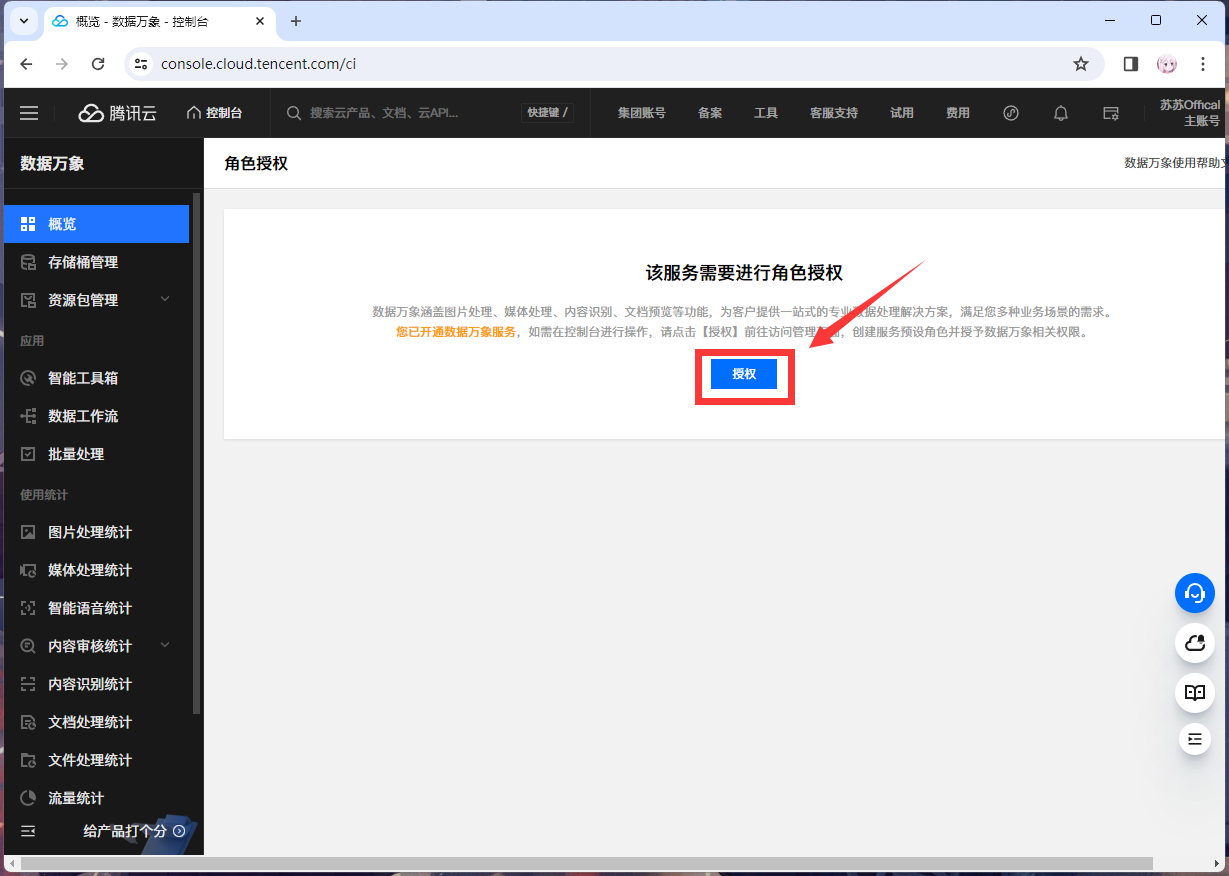 概览 - 数据万象 - 控制台
console.cloud.tencent.com/ci
腾讯云
控制台
搜索云产品、文档、云API...
快捷键 /
集团账号
备案
工具
客服支持
试用
费用
苏苏Offical
主账号
数据万象
角色授权
数据万象使用帮助文
概览
存储桶管理
资源包管理
应用
智能工具箱
数据工作流
批量处理
使用统计
图片处理统计
媒体处理统计
智能语音统计
内容审核统计
内容识别统计
文档处理统计
文件处理统计
流量统计
给产品打个分
该服务需要进行角色授权
数据万象涵盖图片处理、媒体处理、内容识别、文档预览等功能，为客户提供一站式的专业数据处理解决方案，满足您多种业务场景的需求。
您已开通数据万象服务，如需在控制台进行操作，请点击【授权】前往访问管理页面，创建服务预设角色并授予数据万象相关权限。
授权